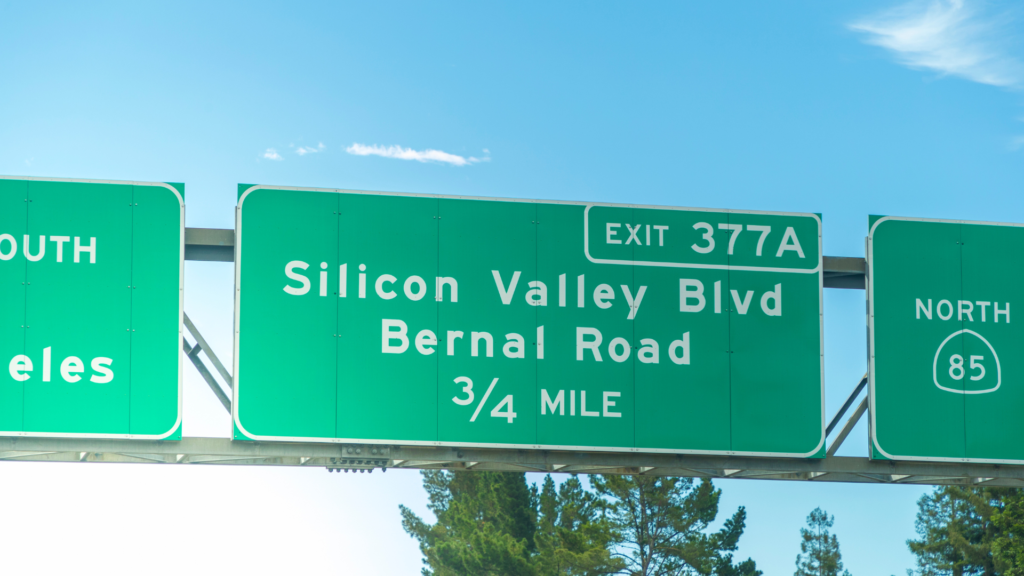 OUTH
eles
EXIT 377A
Silicon Valley Blvd
Bernal Road
3/4 MILE
NORTH
85